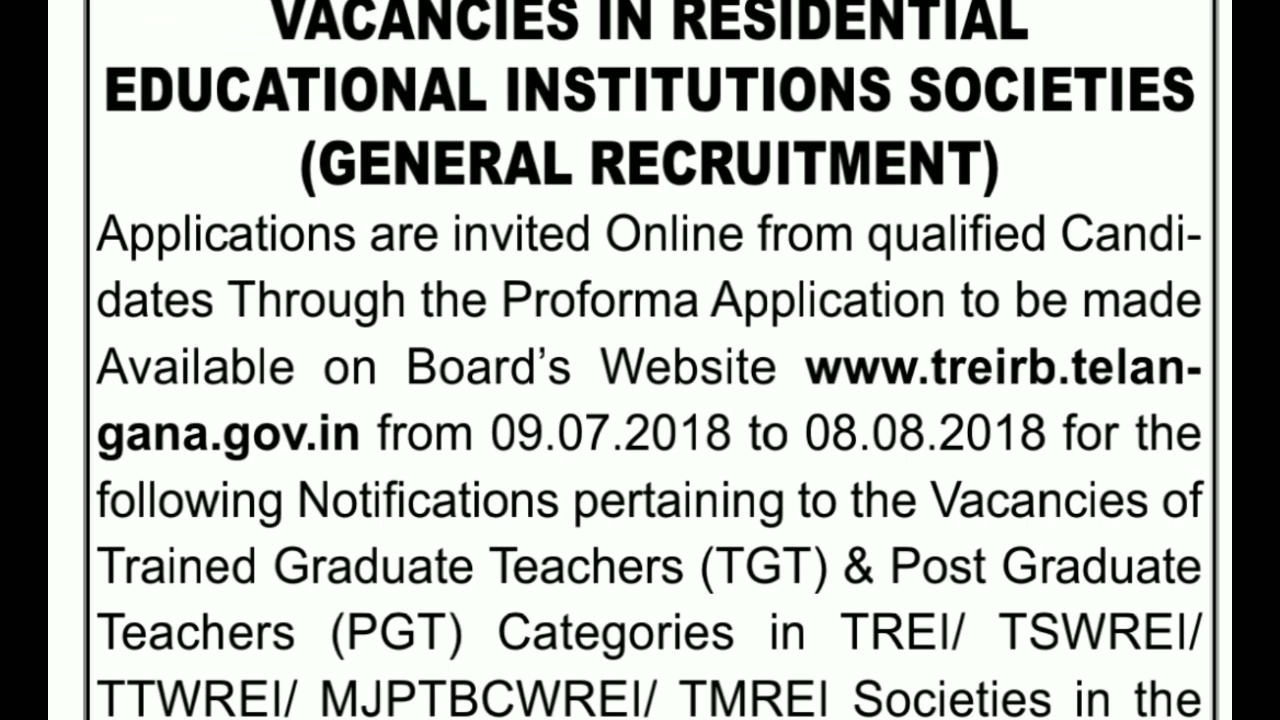 VACANCIES IN RESIDENTIAL
EDUCATIONAL INSTITUTIONS SOCIETIES
(GENERAL RECRUITMENT)
Applications are invited Online from qualified Candi-
dates Through the Proforma Application to be made
Available on Board’s Website www.treirb.telan-
gana.gov.in from 09.07.2018 to 08.08.2018 for the
following Notifications pertaining to the Vacancies of
Trained Graduate Teachers (TGT) & Post Graduate
Teachers (PGT) Categories in TREI/ TSWREI/
TTWREI/ MJPTBCWREI/ TMREI Societies in the